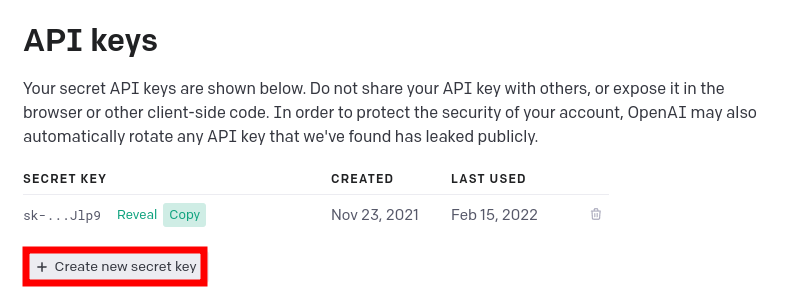 API keys
Your secret API keys are shown below. Do not share your API key with others, or expose it in the
browser or other client-side code. In order to protect the security of your account, OpenAI may also
automatically rotate any API key that we've found has leaked publicly.
SECRET KEY CREATED LAST USED
sk-...Jlp9 Reveal Copy Nov 23, 2021 Feb 15, 2022
+ Create new secret key